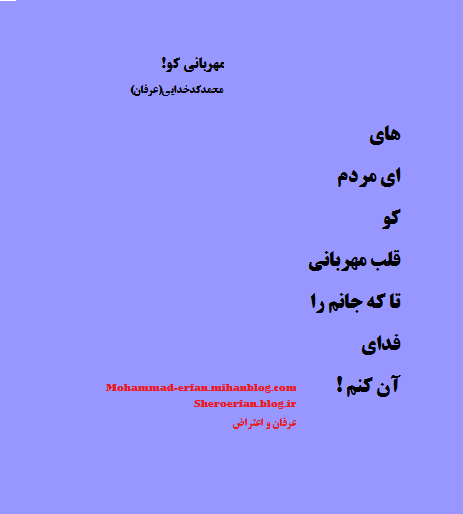 مهربانی کو!
محمدکدخدایی(عرفان)
های
ای مردم
کو
قلب مهربانی
تا که جانم را
فدای
آن کنم !
Mohammad-erfan.mihanblog.com
Sheroerfan.blog.ir
عرفان و اعتراض